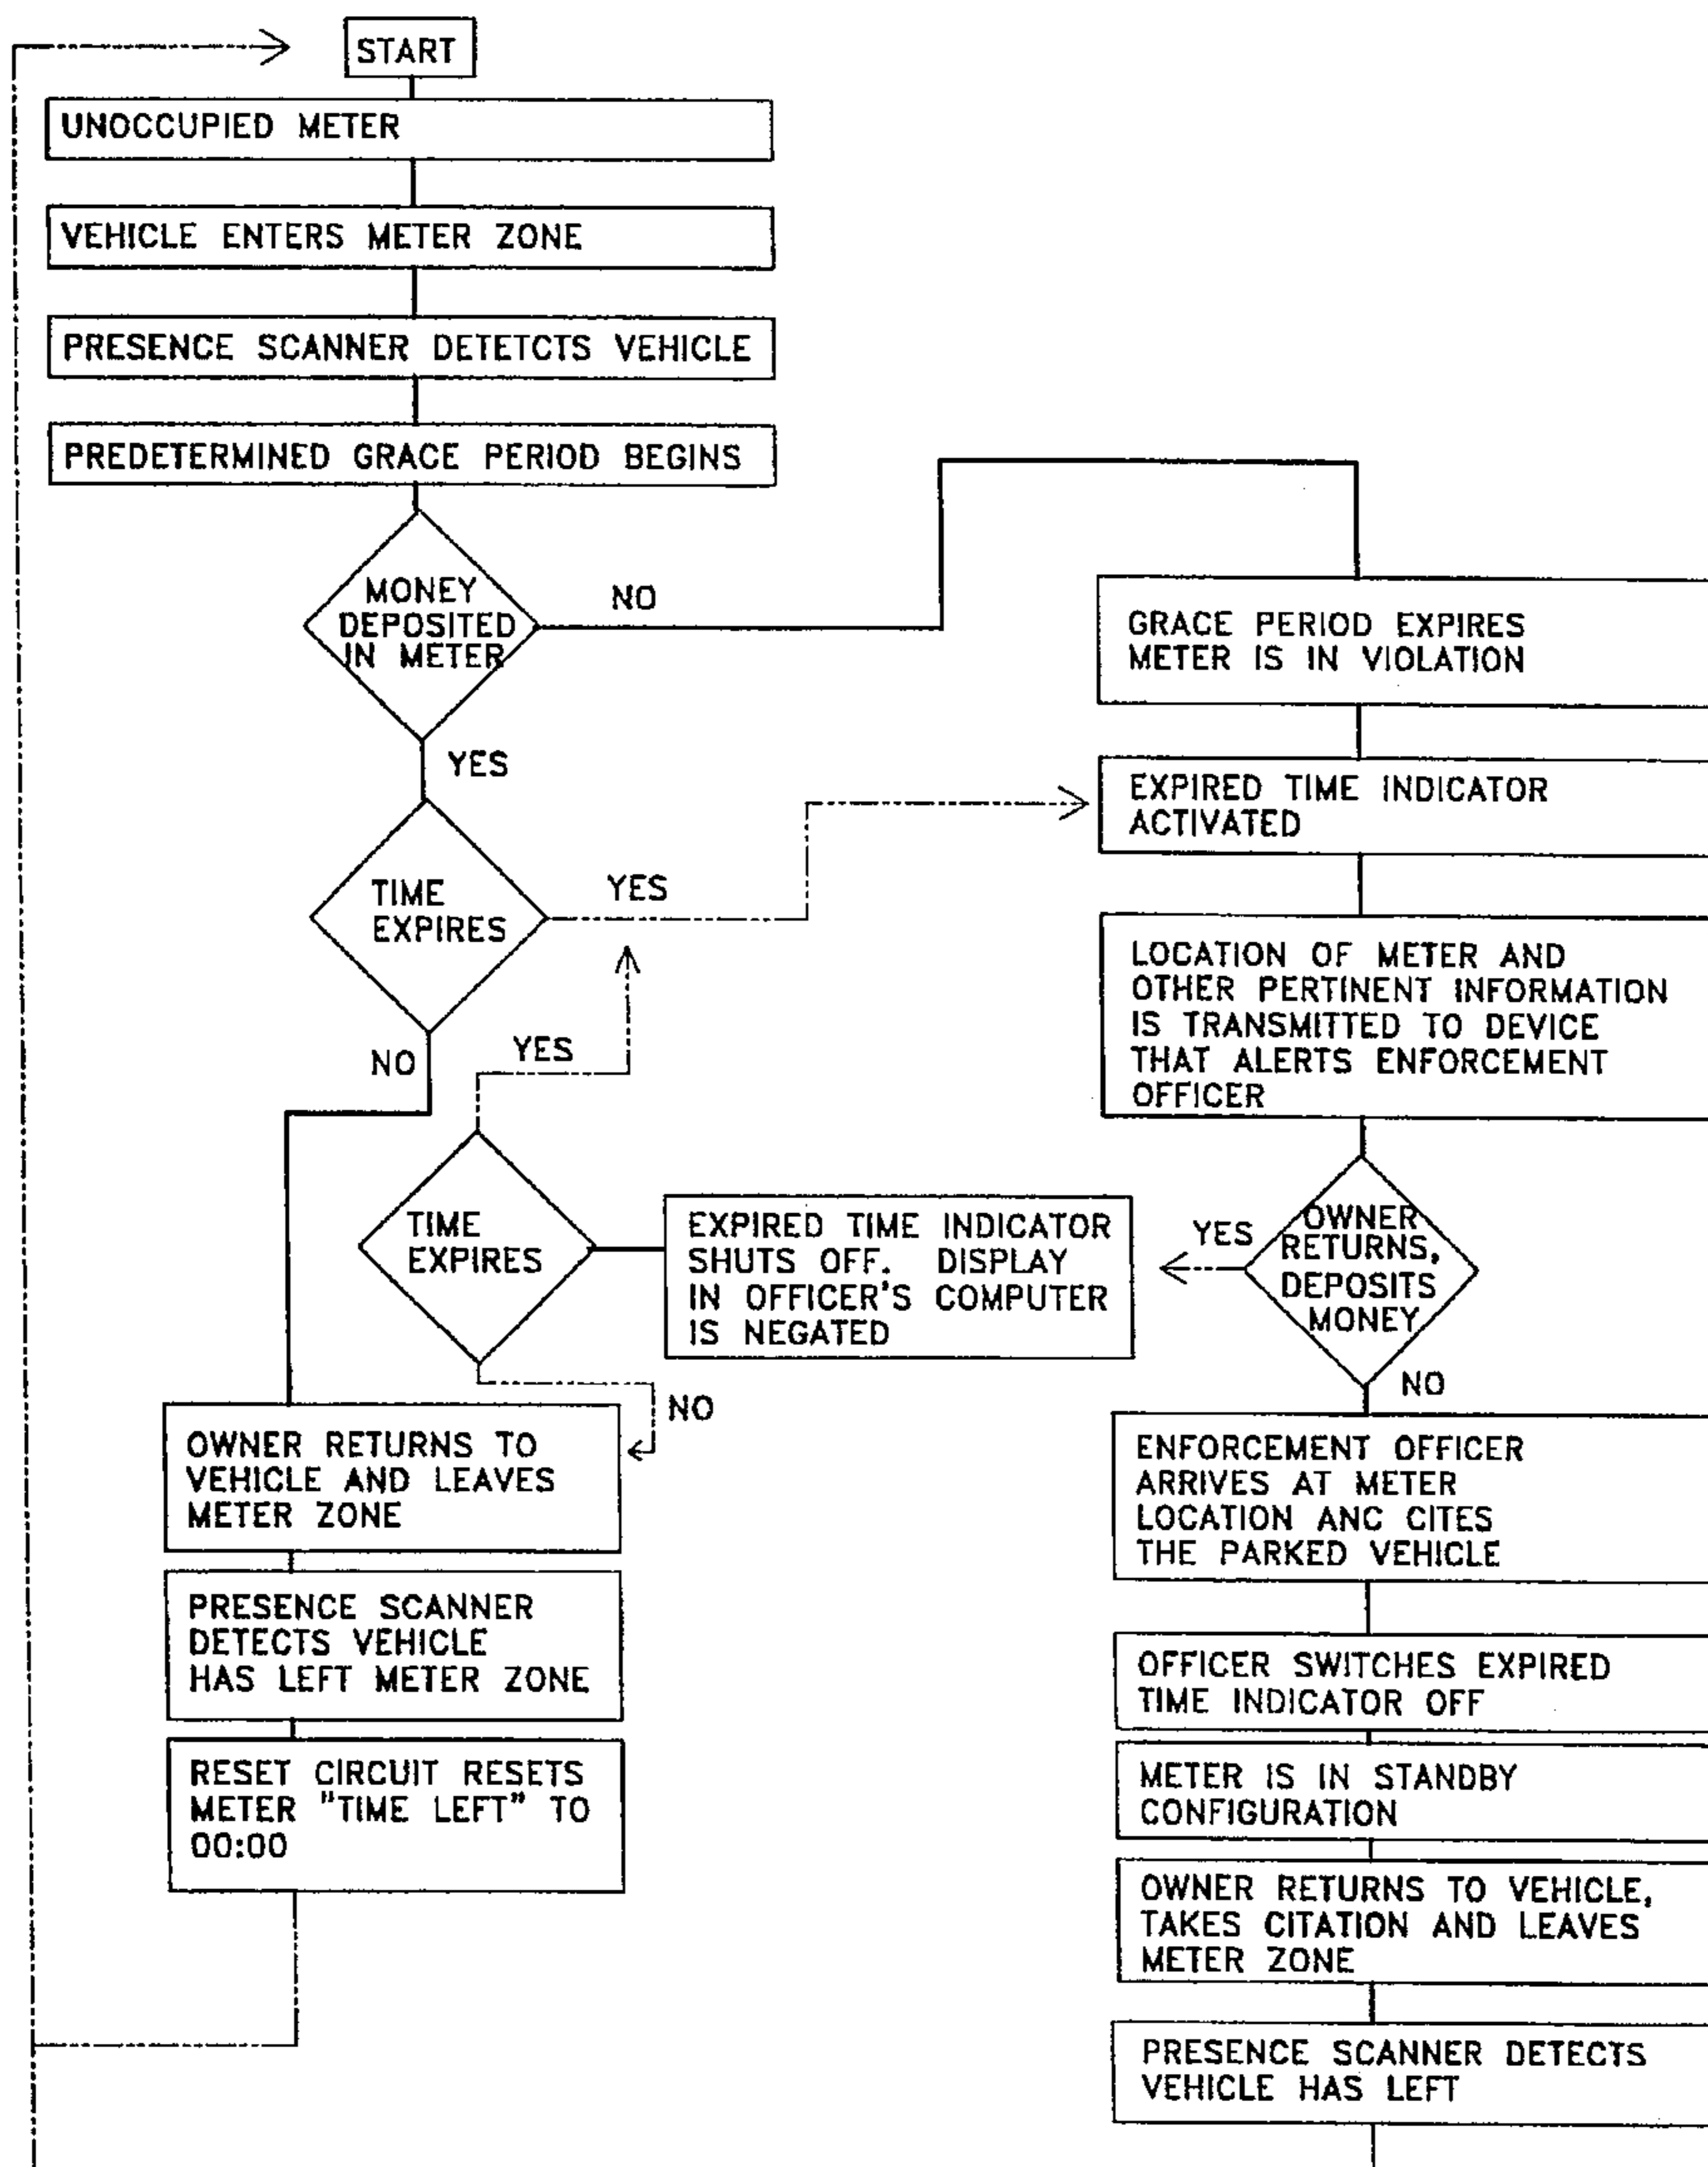 START
UNOCCUPIED METER
VEHICLE ENTERS METER ZONE
PRESENCE SCANNER DETETCTS VEHICLE
PREDETERMINED GRACE PERIOD BEGINS
MONEY
DEPOSITED
IN METER
NO
YES
TIME
EXPIRES
YES
NO
YES
TIME
EXPIRES
NO
EXPIRED TIME INDICATOR
SHUTS OFF. DISPLAY
IN OFFICER'S COMPUTER
IS NEGATED
OWNER RETURNS TO
VEHICLE AND LEAVES
METER ZONE
PRESENCE SCANNER
DETECTS VEHICLE
HAS LEFT METER ZONE
RESET CIRCUIT RESETS
METER "TIME LEFT" TO
00:00
GRACE PERIOD EXPIRES
METER IS IN VIOLATION
EXPIRED TIME INDICATOR
ACTIVATED
LOCATION OF METER AND
OTHER PERTINENT INFORMATION
IS TRANSMITTED TO DEVICE
THAT ALERTS ENFORCEMENT
OFFICER
OWNER
RETURNS,
DEPOSITS
MONEY
YES
NO
ENFORCEMENT OFFICER
ARRIVES AT METER
LOCATION ANC CITES
THE PARKED VEHICLE
OFFICER SWITCHES EXPIRED
TIME INDICATOR OFF
METER IS IN STANDBY
CONFIGURATION
OWNER RETURNS TO VEHICLE,
TAKES CITATION AND LEAVES
METER ZONE
PRESENCE SCANNER DETECTS
VEHICLE HAS LEFT